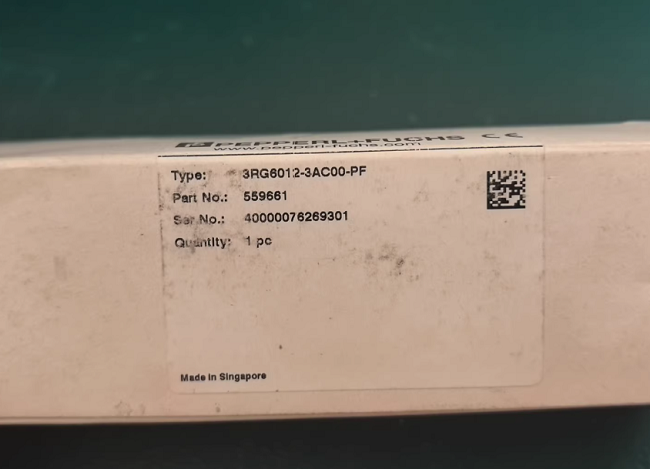 PEPPERL+FUCHS CE
www.pepperl-fuchs.com
Type: 3RG6012-3AC00-PF
Part No.: 559661
Ser No.: 40000076269301
Quantity: 1 pc
Made in Singapore